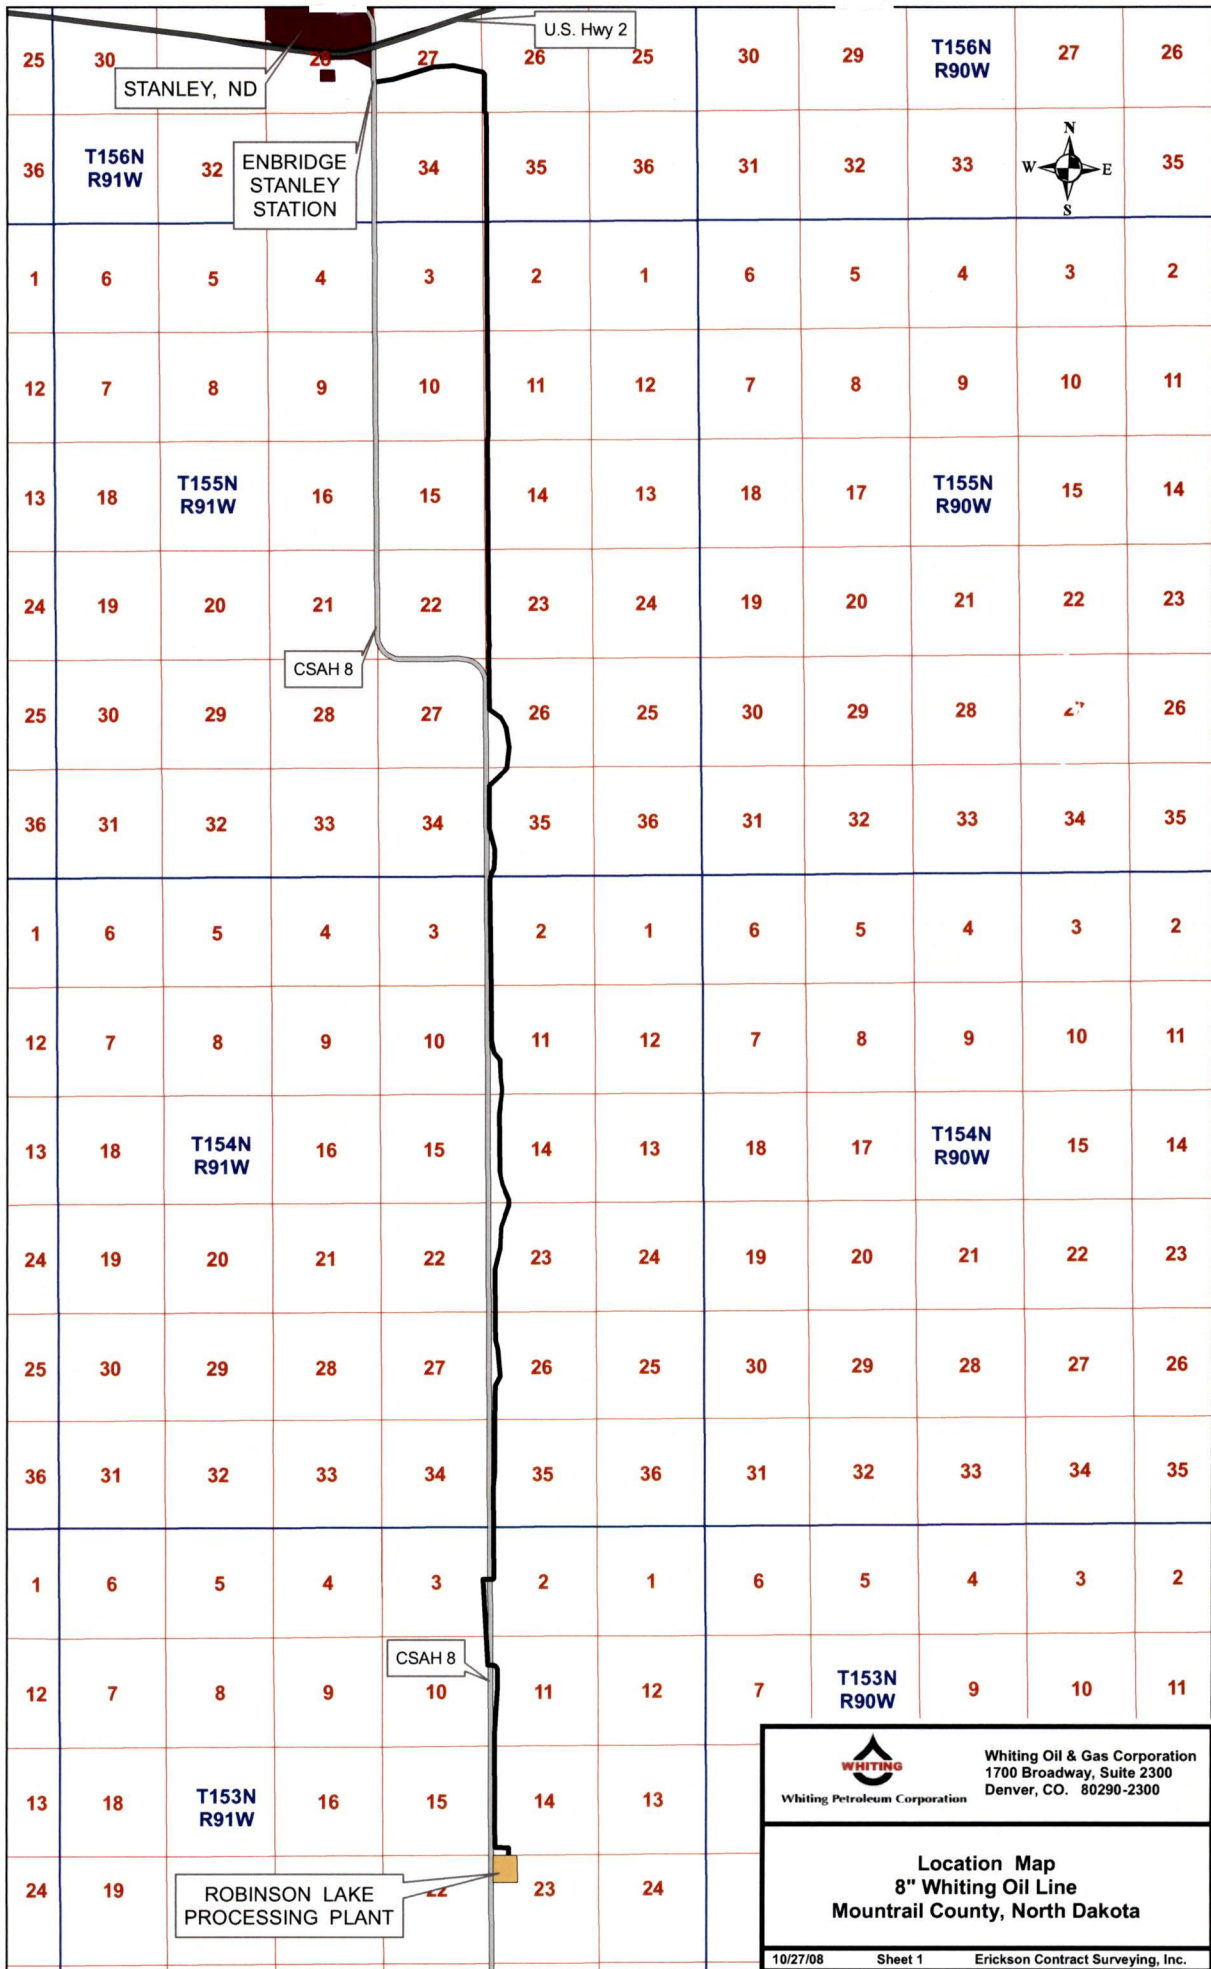 U.S. Hwy 2
25 30 28 27 26 25 30 29 T156N R90W 27 26
STANLEY, ND
36 T156N R91W 32 34 35 36 31 32 33 35
N
W E
S
ENBRIDGE
STANLEY
STATION
1 6 5 4 3 2 1 6 5 4 3 2
12 7 8 9 10 11 12 7 8 9 10 11
13 18 T155N R91W 16 15 14 13 18 17 T155N R90W 15 14
24 19 20 21 22 23 24 19 20 21 22 23
CSAH 8
25 30 29 28 27 26 25 30 29 28 26
36 31 32 33 34 35 36 31 32 33 34 35
1 6 5 4 3 2 1 6 5 4 3 2
12 7 8 9 10 11 12 7 8 9 10 11
13 18 T154N R91W 16 15 14 13 18 17 T154N R90W 15 14
24 19 20 21 22 23 24 19 20 21 22 23
25 30 29 28 27 26 25 30 29 28 27 26
36 31 32 33 34 35 36 31 32 33 34 35
1 6 5 4 3 2 1 6 5 4 3 2
CSAH 8
12 7 8 9 10 11 12 7 T153N R90W 9 10 11
13 18 T153N R91W 16 15 14 13
24 19 22 23 24
ROBINSON LAKE
PROCESSING PLANT
WHITING
Whiting Petroleum Corporation
Whiting Oil & Gas Corporation
1700 Broadway, Suite 2300
Denver, CO. 80290-2300
Location Map
8" Whiting Oil Line
Mountrail County, North Dakota
10/27/08 Sheet 1 Erickson Contract Surveying, Inc.